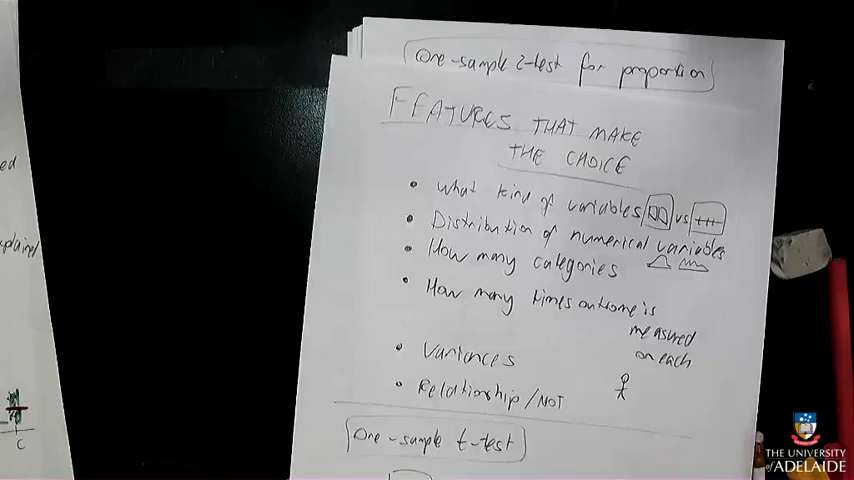 One-sample z-test for proportion
FEATURES THAT MAKE
THE CHOICE
• What kind of variables vs
• Distribution of numerical variables
• How many categories
• How many times outcome is
measured
on each
• Variances
• Relationship/NOT
One-sample t-test
ed
xplained
C
THE UNIVERSITY
of ADELAIDE